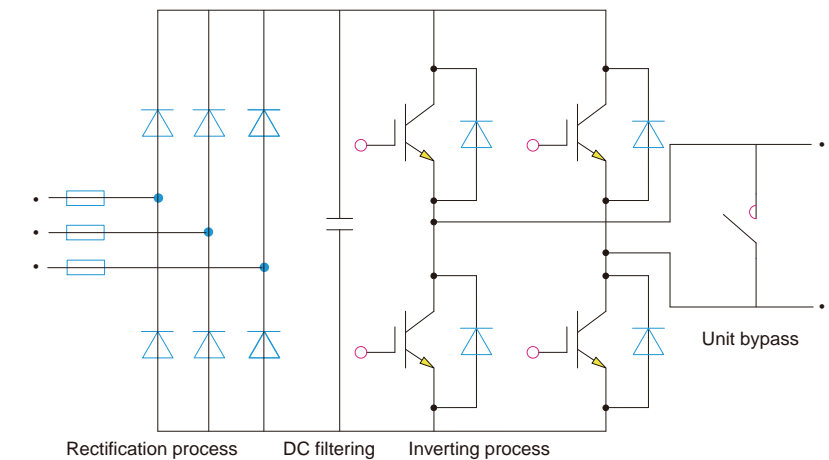 Unit bypass
Rectification process
DC filtering
Inverting process